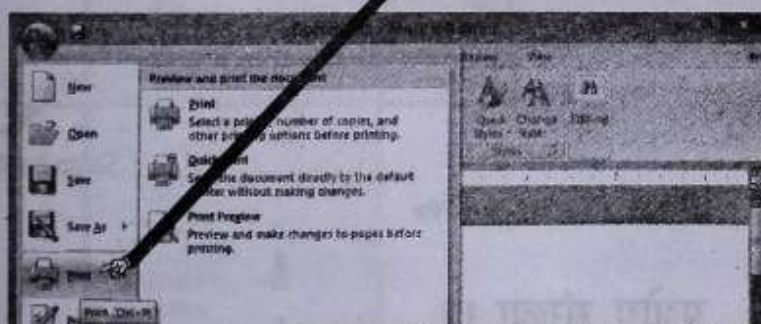 New
Open
Save
Save As
Print
Print (Ctrl+P)
Preview and print the document
Print
Select a printer, number of copies, and
other printing options before printing.
Quick Print
Send the document directly to the default
printer without making changes.
Print Preview
Preview and make changes to pages before
printing.
View
Quick
Styles
Change
Styles
Editing
Styles